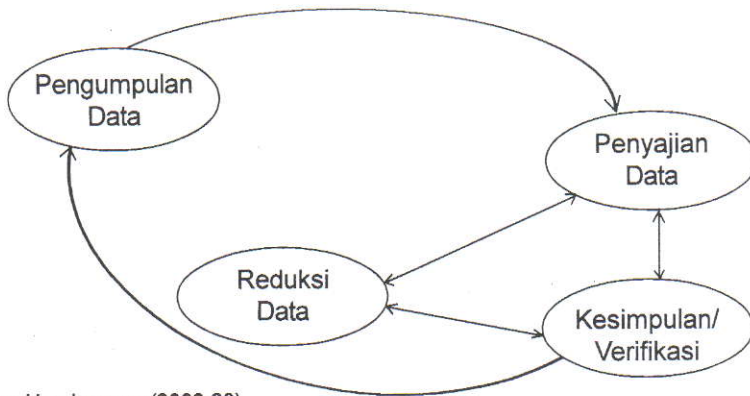 Pengumpulan
Data
Penyajian
Data
Reduksi
Data
Kesimpulan/
Verifikasi